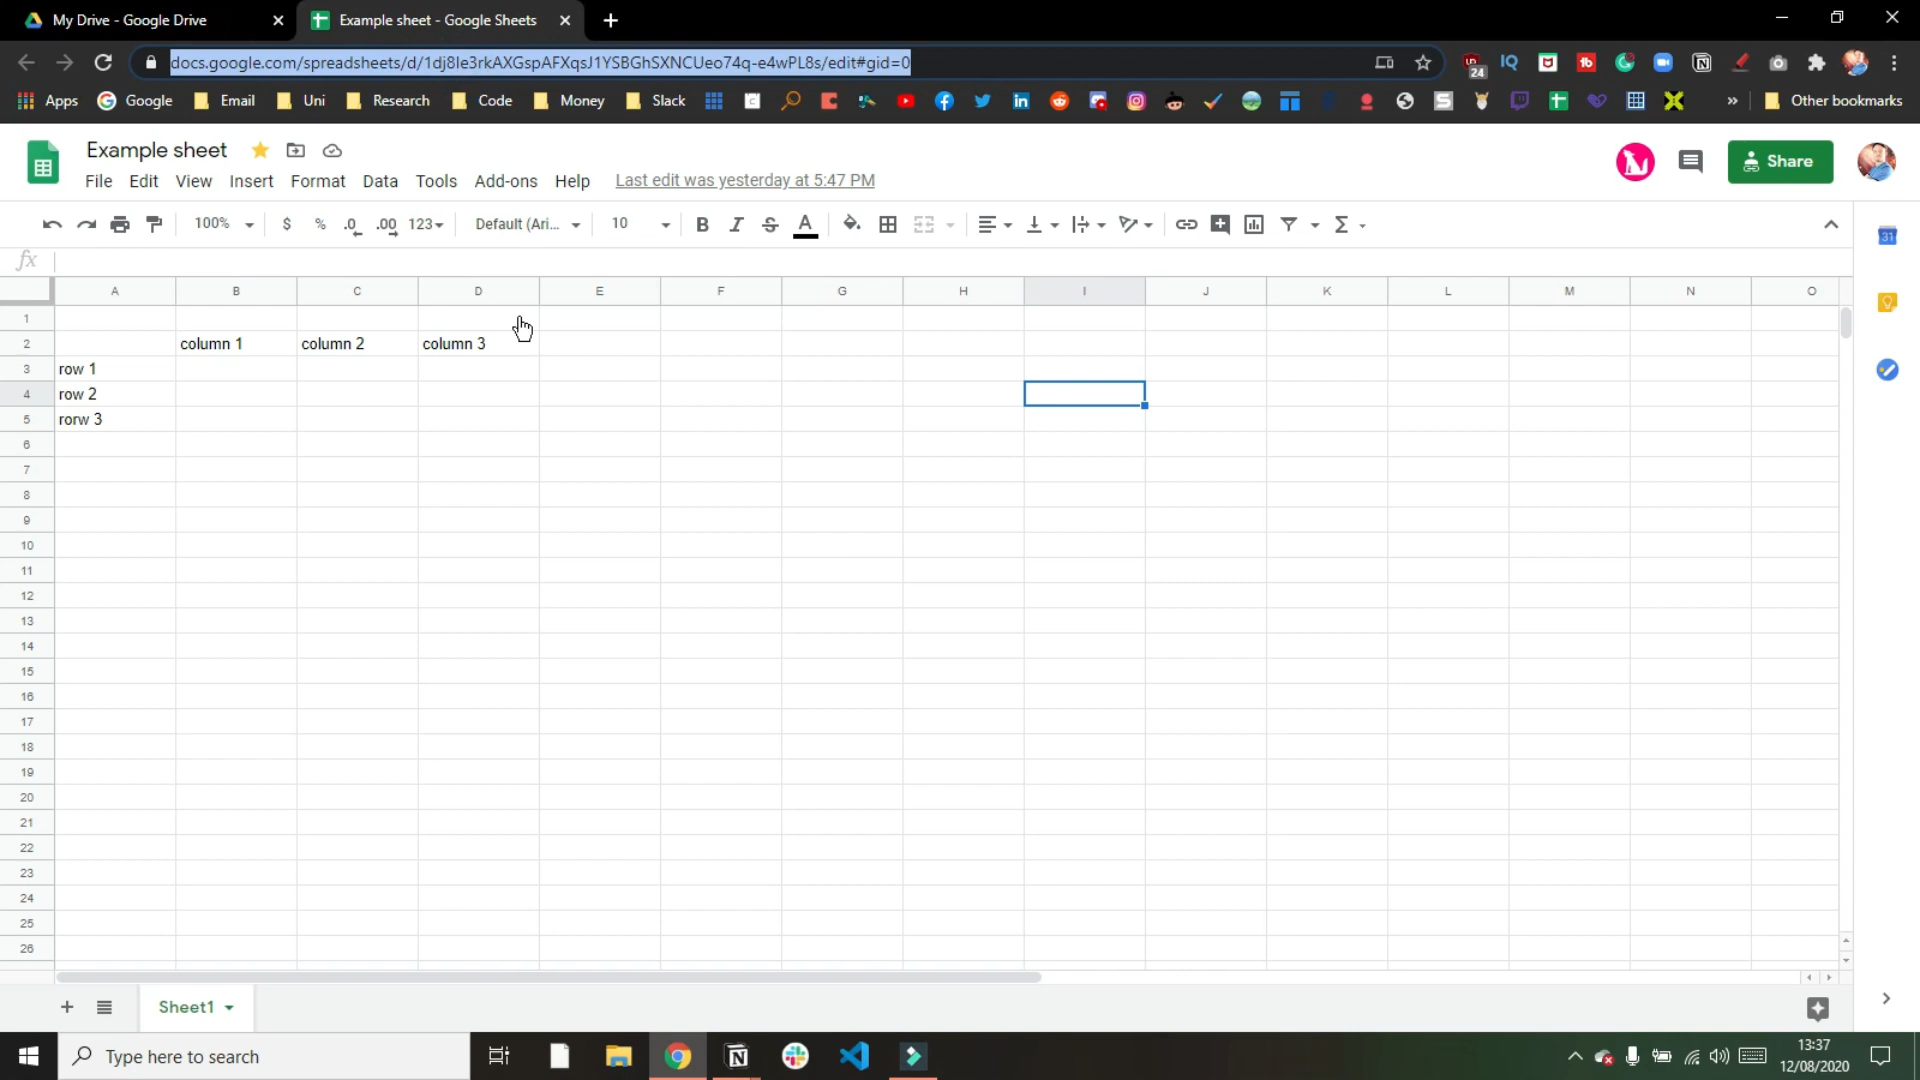 My Drive - Google Drive
Example sheet - Google Sheets
docs.google.com/spreadsheets/d/1dj8Ie3rkAXGspAFXqsJ1YSBGhSXNCUeo74q-e4wPL8s/edit#gid=0
24
Apps Google Email Uni Research Code Money Slack Other bookmarks
Example sheet
File Edit View Insert Format Data Tools Add-ons Help Last edit was yesterday at 5:47 PM
Share
100% $ % .0 .00 123 Default (Ari... 10 B I S A Σ
31
fx
A B C D E F G H I J K L M N O
1
2 column 1 column 2 column 3
3 row 1
4 row 2
5 rorw 3
6
7
8
9
10
11
12
13
14
15
16
17
18
19
20
21
22
23
24
25
26
Sheet1
Type here to search
13:37
12/08/2020